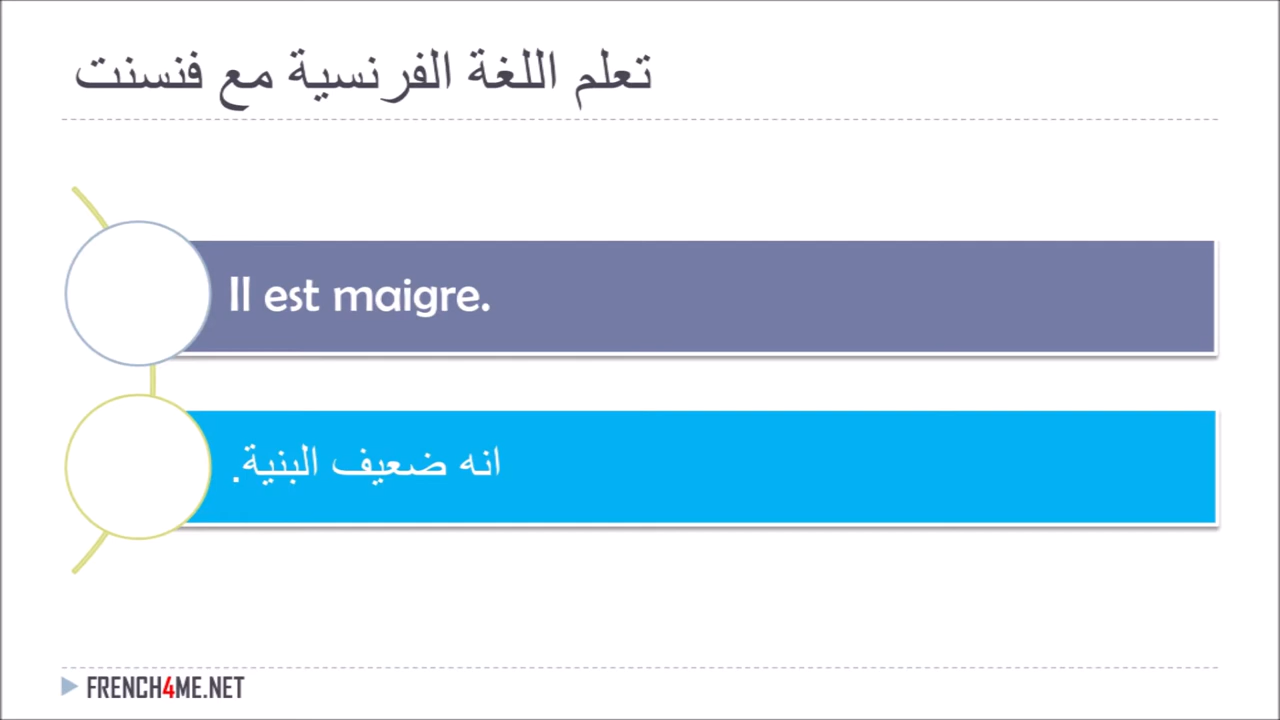 تعلم اللغة الفرنسية مع فنسنت
Il est maigre.
انه ضعيف البنية.
FRENCH4ME.NET